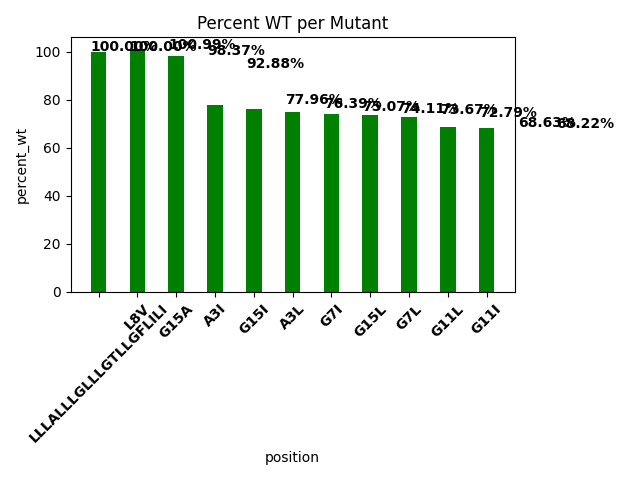 Percent WT per Mutant
100.00%
100.00%
100.99%
98.37%
92.88%
77.96%
76.39%
75.07%
74.11%
73.67%
72.79%
68.63%
68.22%
percent_wt
100
80
60
40
20
0
LLLALLLGLLLGTLLGFLILI
L8V
G15A
A3I
G15I
A3L
G7I
G15L
G7L
G11L
G11I
position